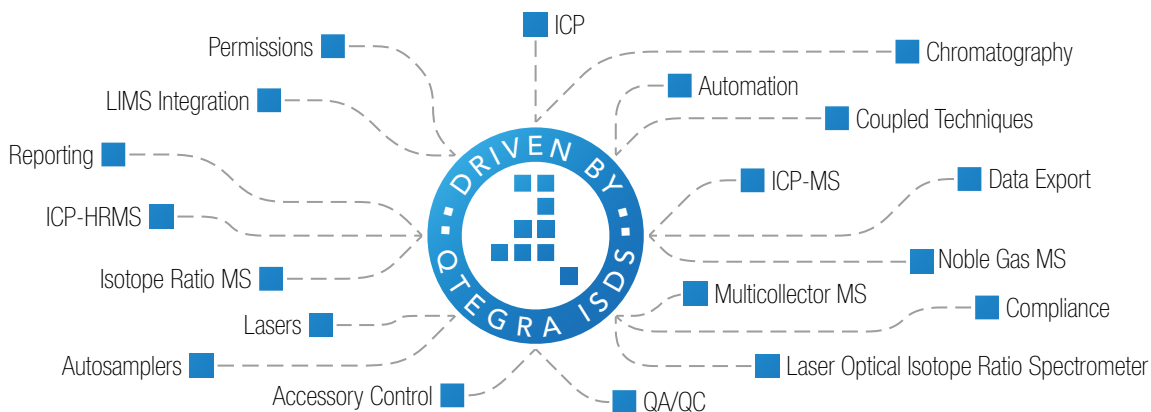 ICP
Permissions
Chromatography
Automation
LIMS Integration
Coupled Techniques
Reporting
ICP-MS
Data Export
ICP-HRMS
DRIVEN BY
QTEGRA ISDS
Noble Gas MS
Isotope Ratio MS
Multicollector MS
Compliance
Lasers
Autosamplers
Laser Optical Isotope Ratio Spectrometer
Accessory Control
QA/QC